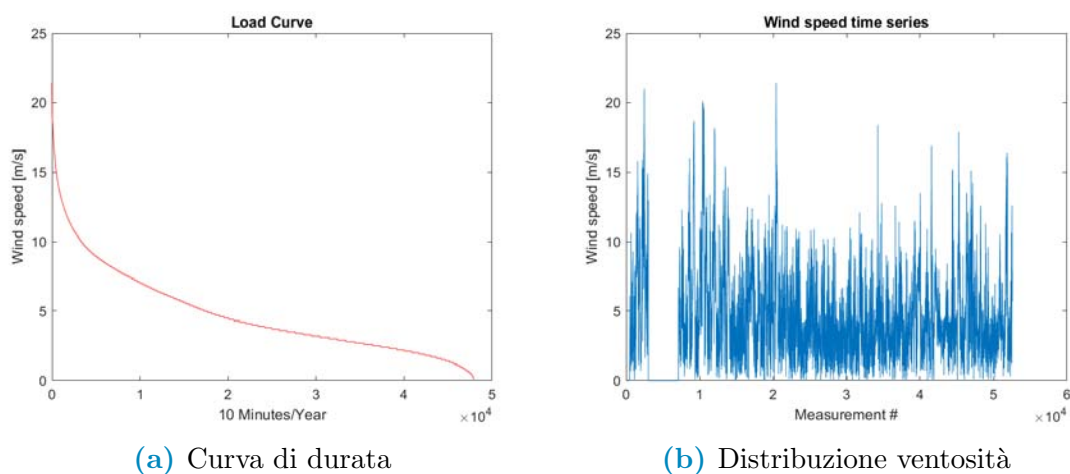 Load Curve
25
20
15
10
5
0
Wind speed [m/s]
0 1 2 3 4 5
×10⁴
10 Minutes/Year
(a) Curva di durata
Wind speed time series
25
20
15
10
5
0
Wind speed [m/s]
0 1 2 3 4 5 6
×10⁴
Measurement #
(b) Distribuzione ventosità